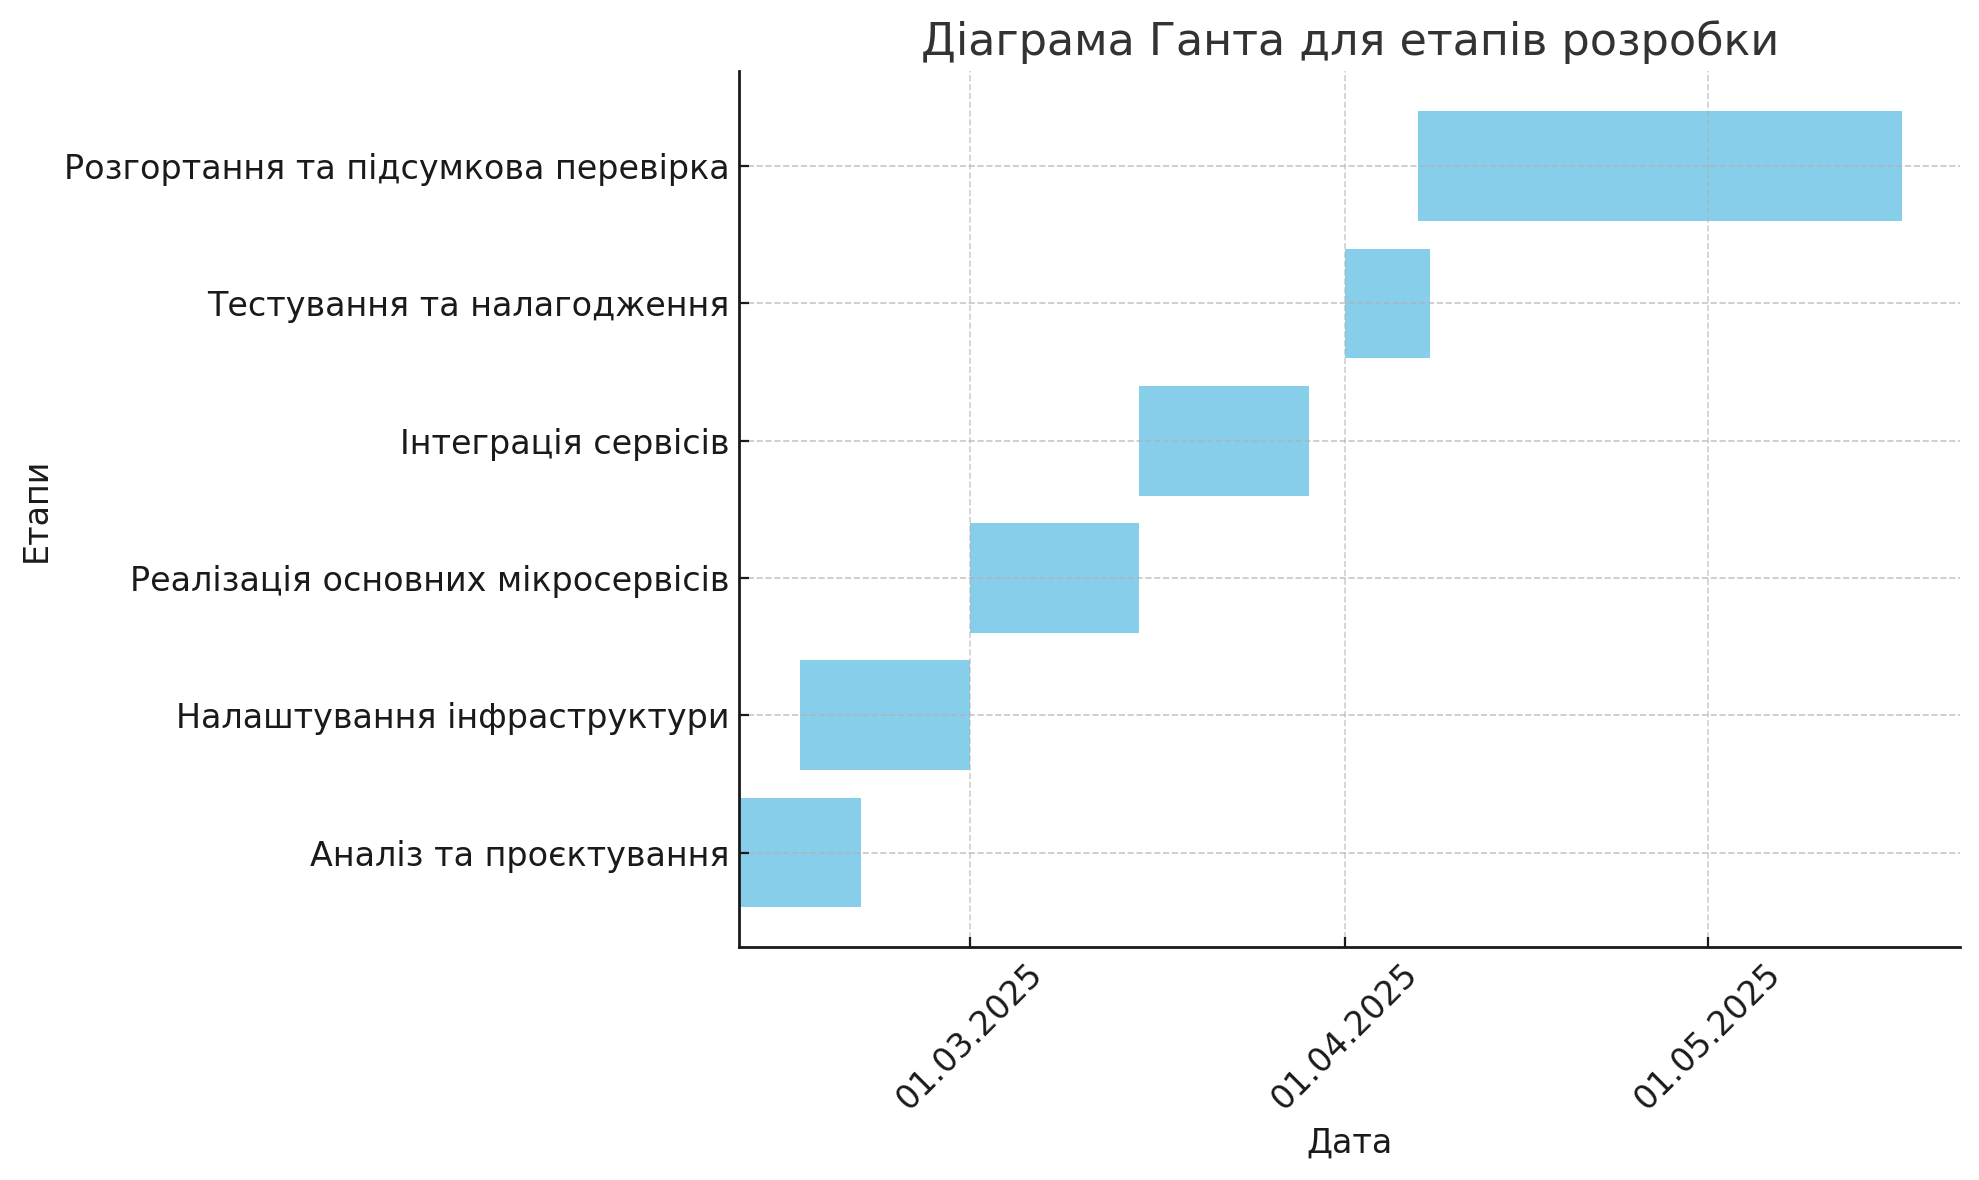 Діаграма Ганта для етапів розробки
Розгортання та підсумкова перевірка
Тестування та налагодження
Інтеграція сервісів
Реалізація основних мікросервісів
Налаштування інфраструктури
Аналіз та проєктування
Етапи
01.03.2025
01.04.2025
01.05.2025
Дата